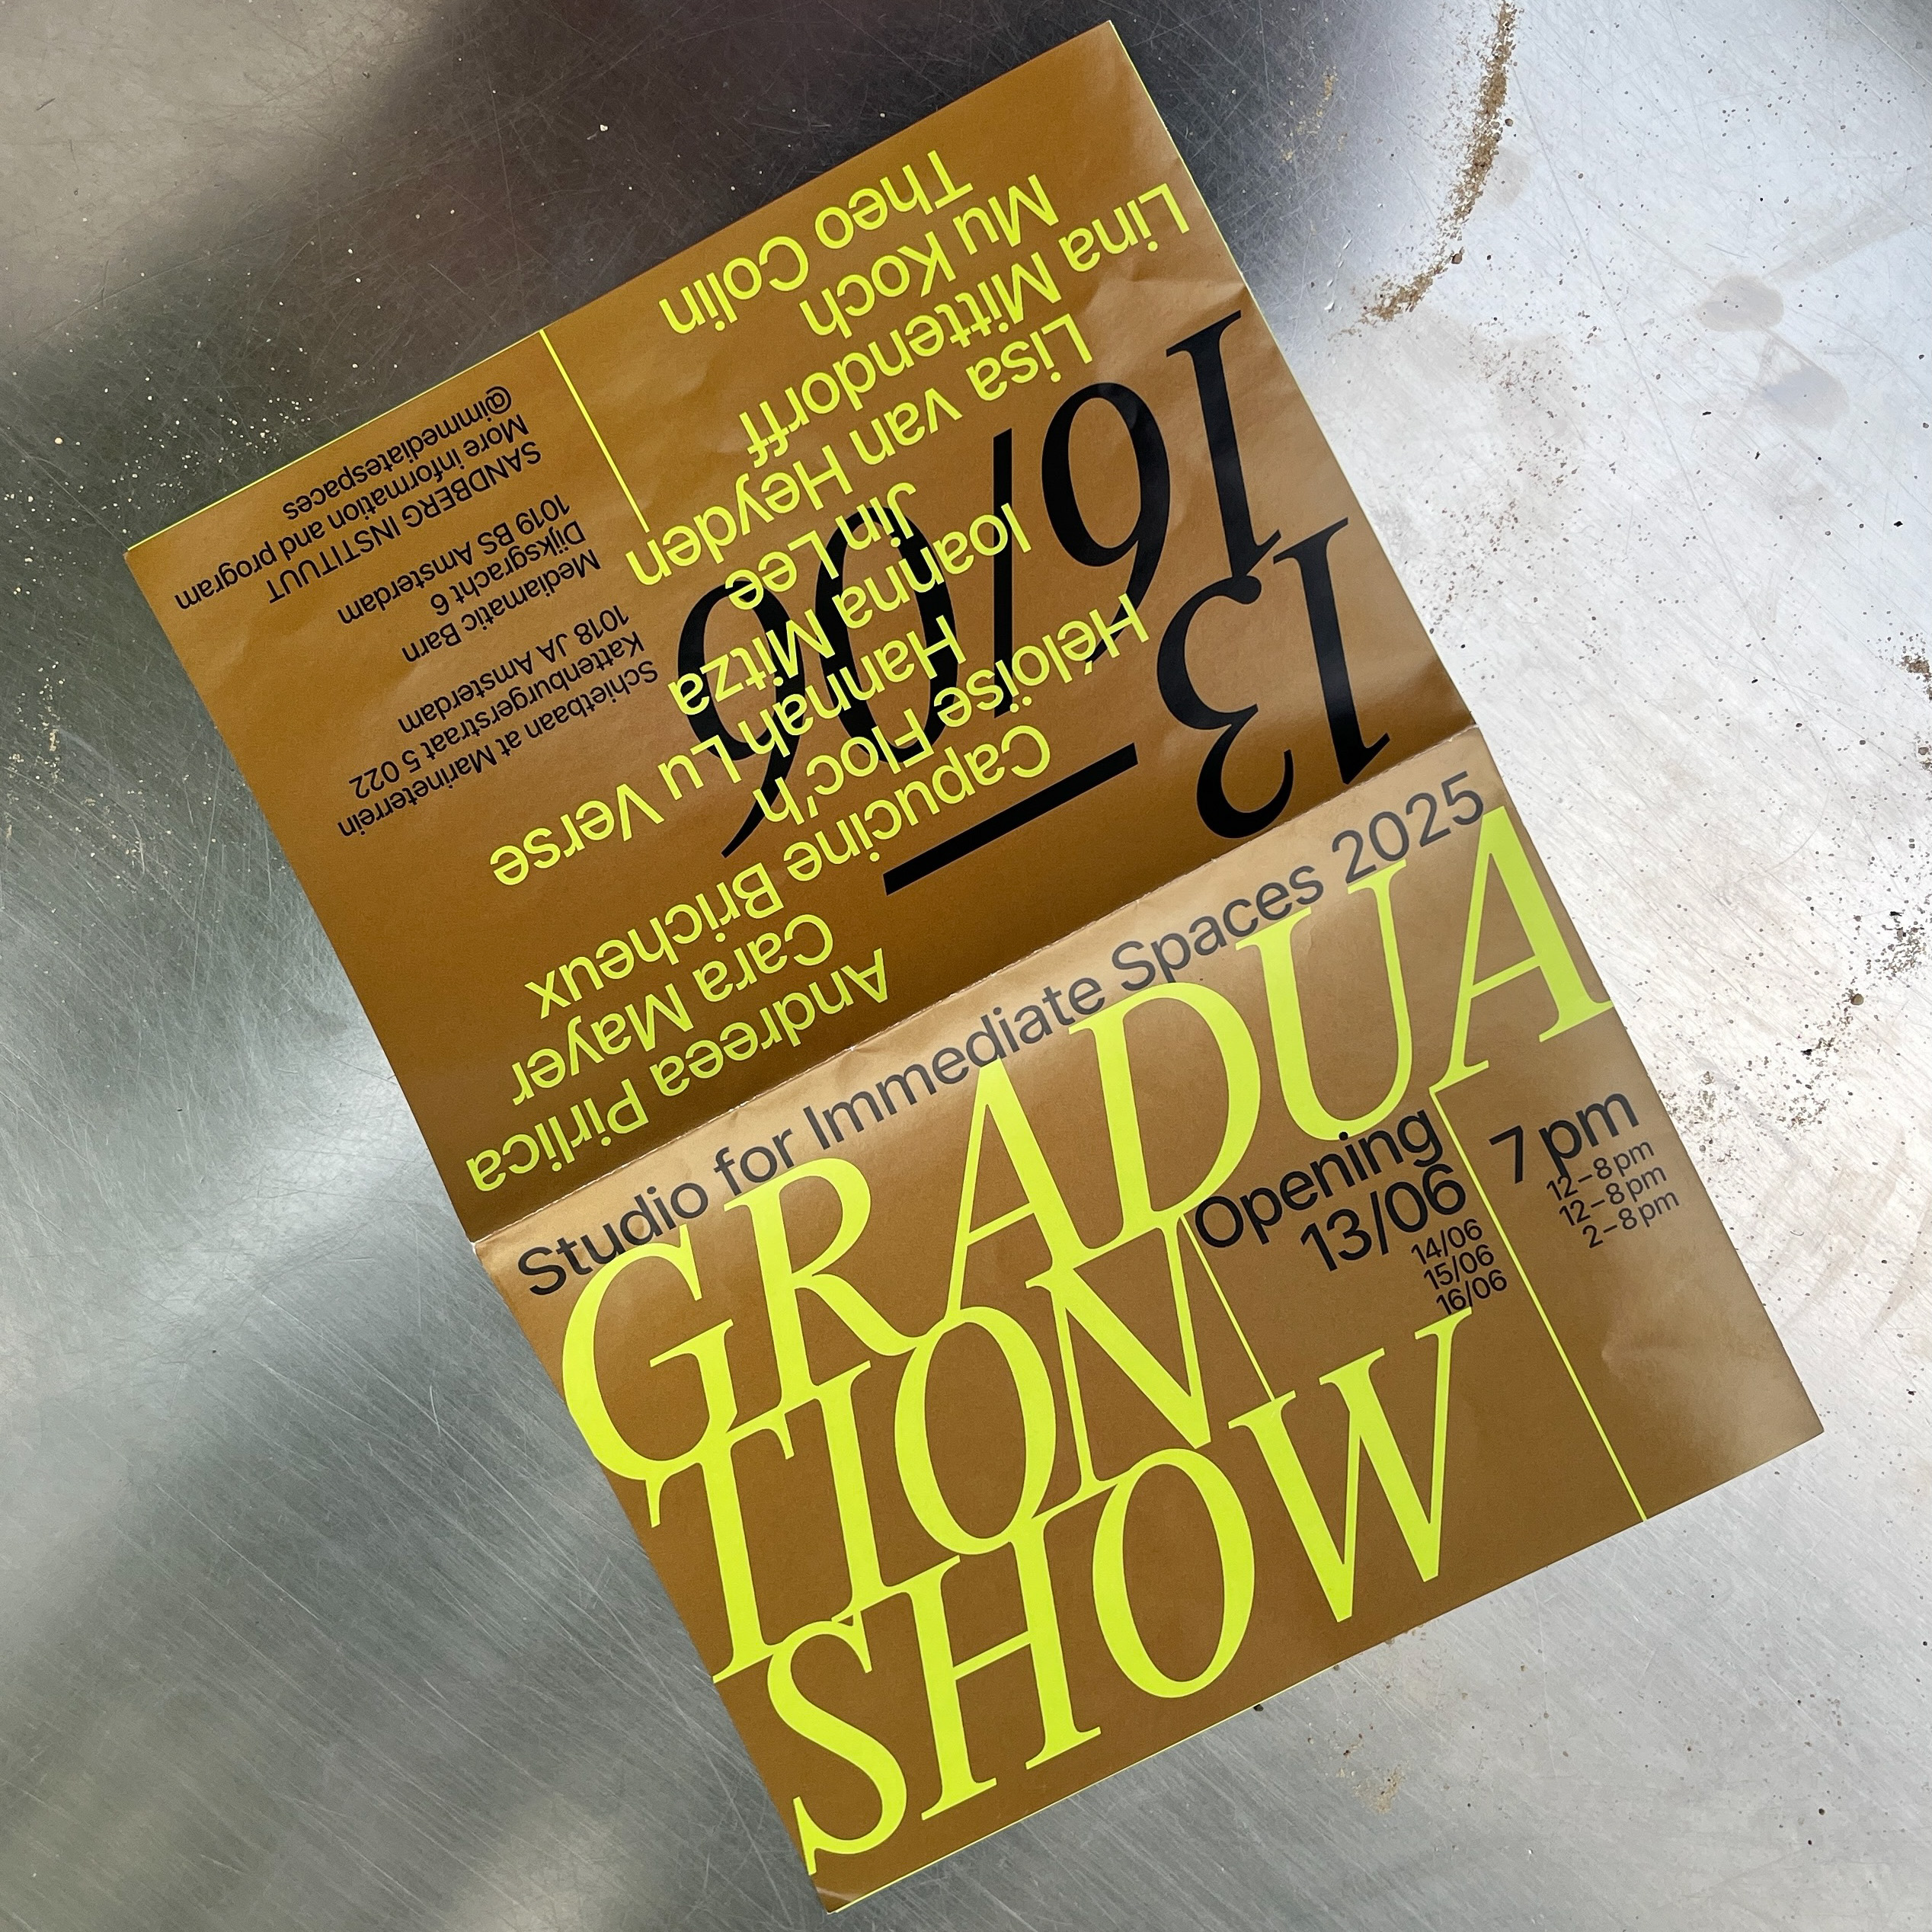 Studio for Immediate Spaces 2025
GRADUA
TION
SHOW
Opening
13/06
14/06
15/06
16/06
7 pm
12–8 pm
12–8 pm
2–8 pm
13
—
16/06
Andreea Pirlica
Cara Mayer
Capucine Bricheux
Héloïse Floc'h
Hannah Lu Verse
Ioanna Mitza
Jin Lee
Lisa van Heyden
Lina Mittendorff
Mu Koch
Theo Colin
Schietbaan at Marineterrein
Kattenburgerstraat 5 022
1018 JA Amsterdam
Mediamatic Barn
Dijksgracht 6
1019 BS Amsterdam
SANDBERG INSTITUUT
More information and program
@immediatespaces